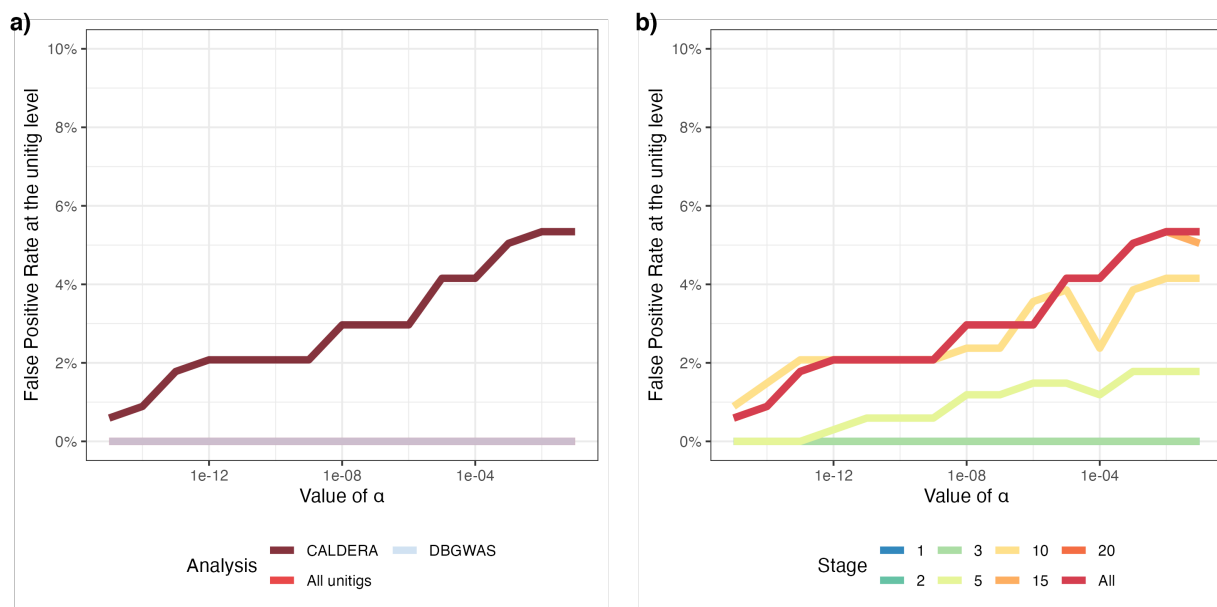 a)
False Positive Rate at the unitig level
10%
8%
6%
4%
2%
0%
1e-12 1e-08 1e-04
Value of α
Analysis
CALDERA DBGWAS
All unitigs
b)
False Positive Rate at the unitig level
10%
8%
6%
4%
2%
0%
1e-12 1e-08 1e-04
Value of α
Stage
1 3 10 20
2 5 15 All